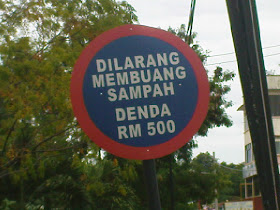 DILARANG
MEMBUANG
SAMPAH
DENDA
RM 500